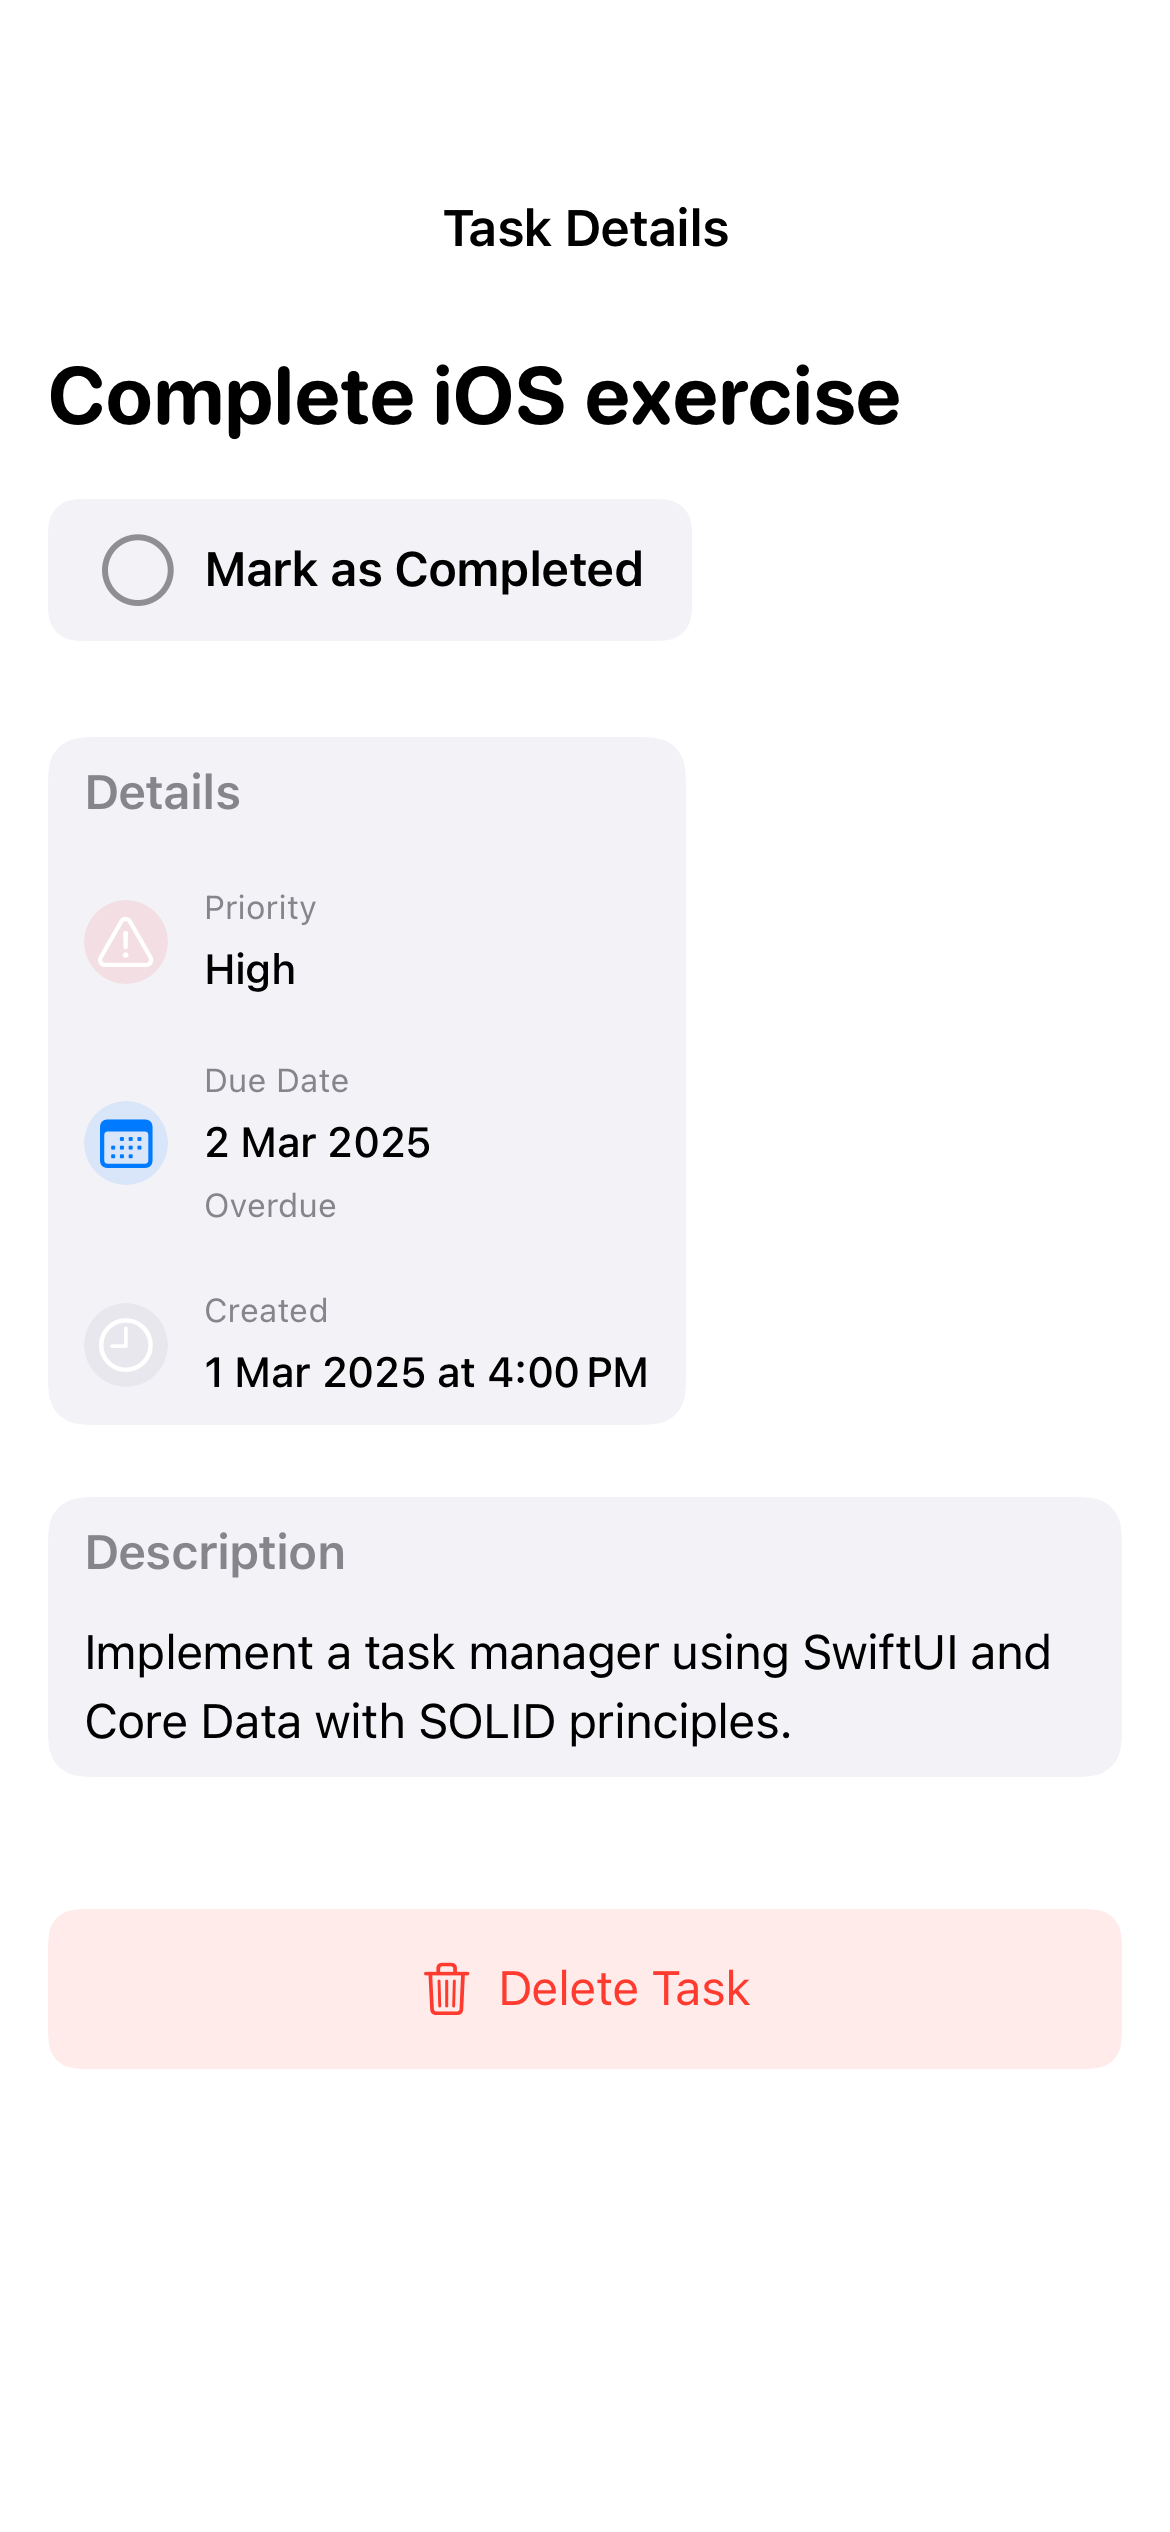 Task Details
Complete iOS exercise
Mark as Completed
Details
Priority
High
Due Date
2 Mar 2025
Overdue
Created
1 Mar 2025 at 4:00 PM
Description
Implement a task manager using SwiftUI and
Core Data with SOLID principles.
Delete Task